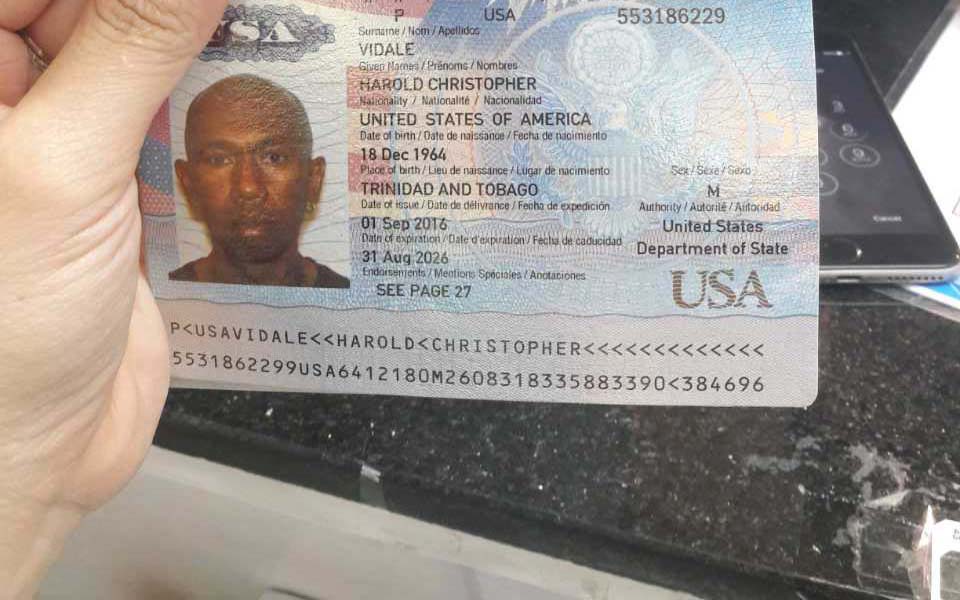 P USA 553186229
Surname / Nom / Apellidos
VIDALE
Given Names / Prénoms / Nombres
HAROLD CHRISTOPHER
Nationality / Nationalité / Nacionalidad
UNITED STATES OF AMERICA
Date of birth / Date de naissance / Fecha de nacimiento
18 Dec 1964
Place of birth / Lieu de naissance / Lugar de nacimiento Sex / Sexe / Sexo
TRINIDAD AND TOBAGO M
Date of issue / Date de délivrance / Fecha de expedición Authority / Autorité / Autoridad
01 Sep 2016 United States
Date of expiration / Date d'expiration / Fecha de caducidad Department of State
31 Aug 2026
Endorsements / Mentions Spéciales / Anotaciones
SEE PAGE 27 USA
P<USAVIDALE<<HAROLD<CHRISTOPHER<<<<<<<<<<<<<
5531862299USA6412180M2608318335883390<384696
USA
Cancel